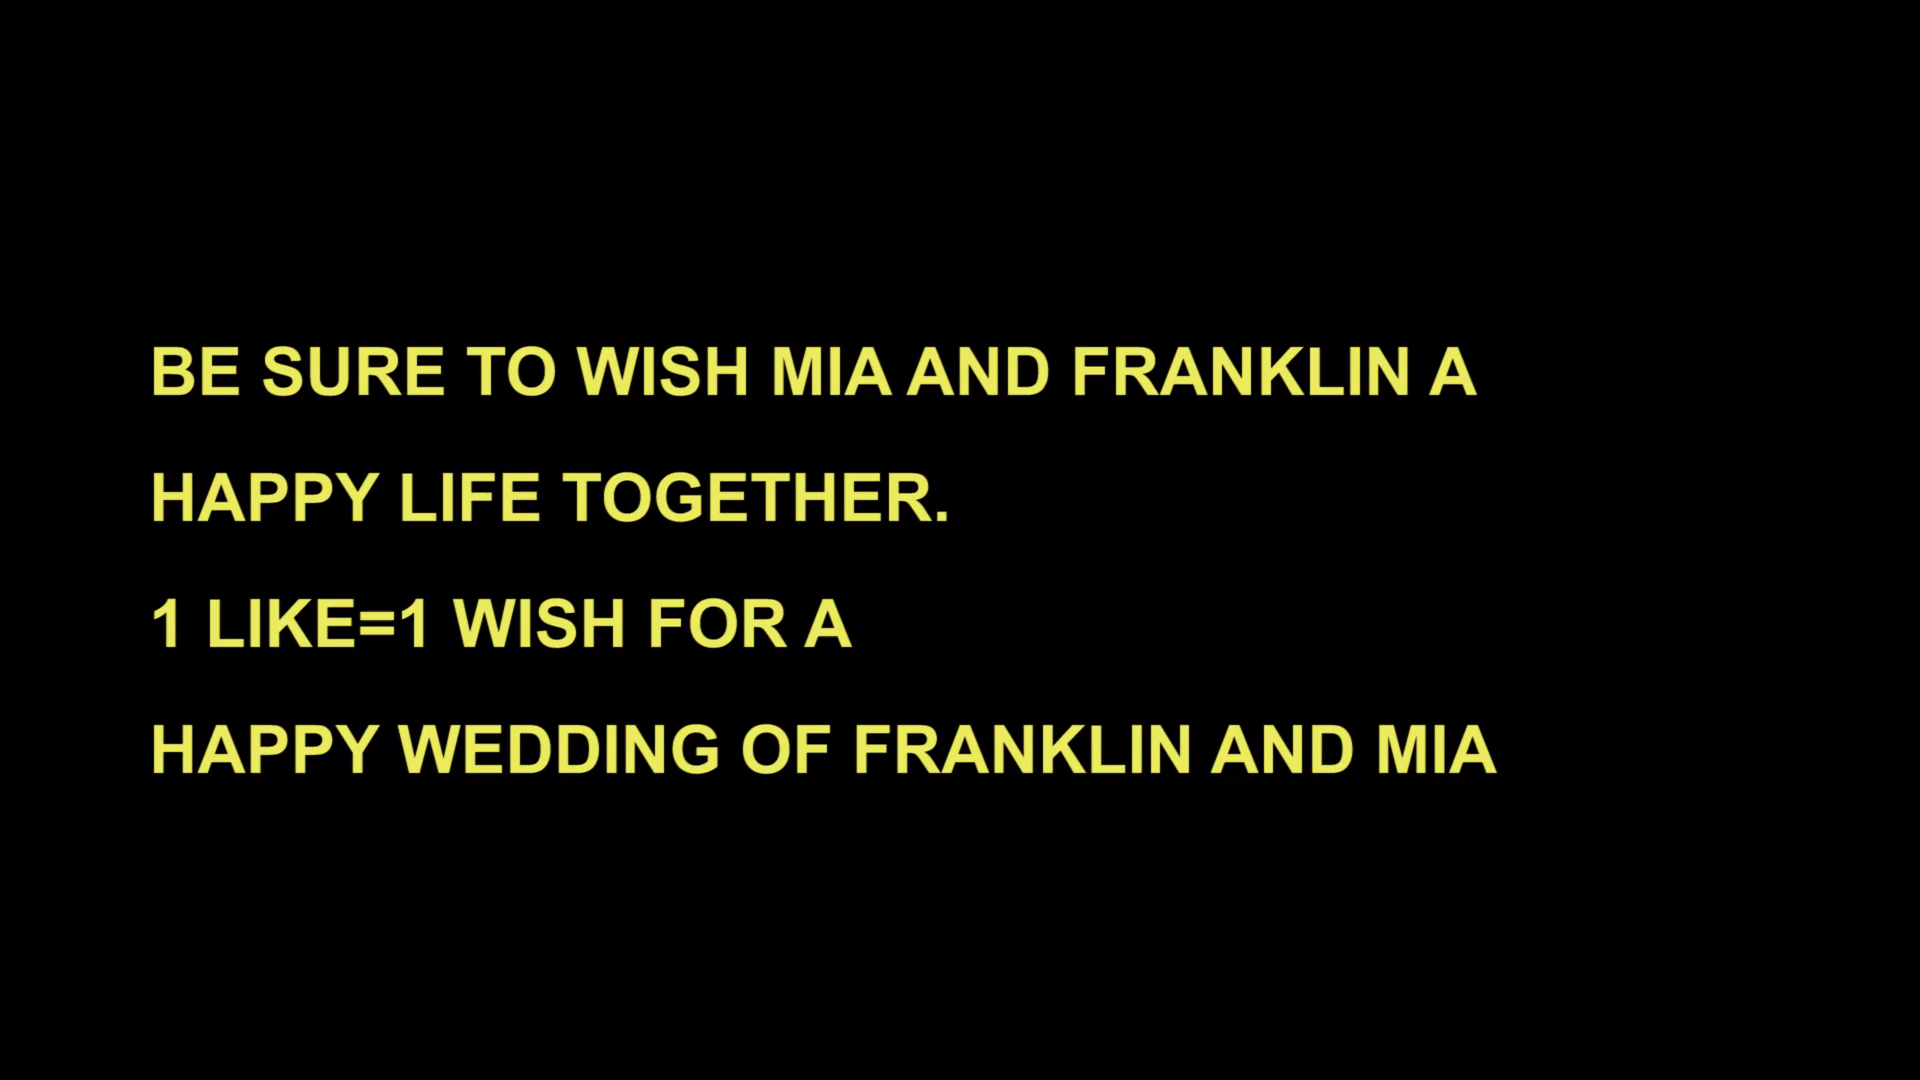 BE SURE TO WISH MIA AND FRANKLIN A
HAPPY LIFE TOGETHER.
1 LIKE=1 WISH FOR A
HAPPY WEDDING OF FRANKLIN AND MIA